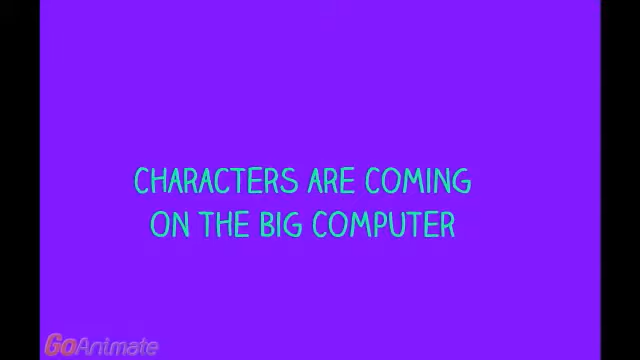 CHARACTERS ARE COMING
ON THE BIG COMPUTER
GoAnimate